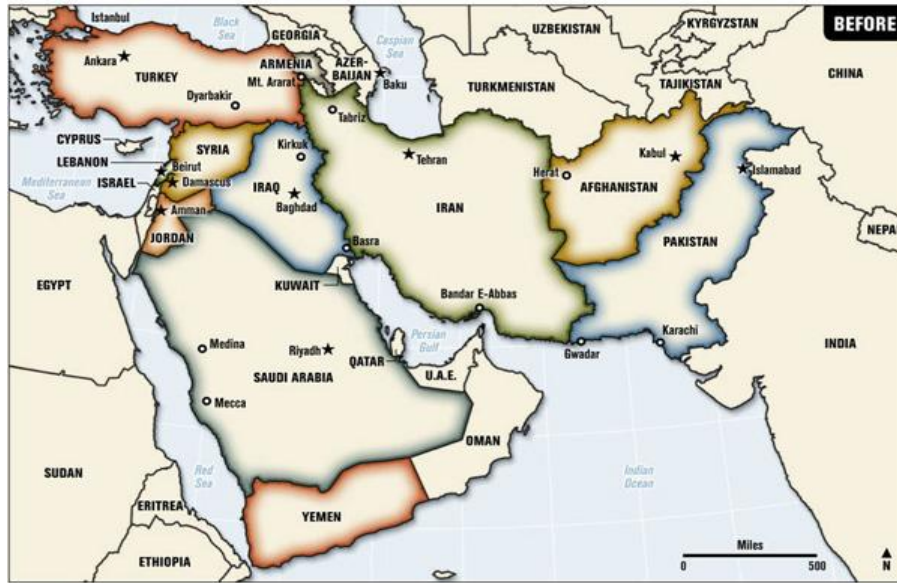 BEFORE
Istanbul
Black
Sea
GEORGIA
Caspian
Sea
UZBEKISTAN
KYRGYZSTAN
Ankara
TURKEY
ARMENIA
Mt. Ararat
AZER-
BAIJAN
Baku
TURKMENISTAN
TAJIKISTAN
CHINA
Dyarbakir
Tabriz
CYPRUS
SYRIA
Kirkuk
Tehran
Herat
Kabul
Islamabad
LEBANON
Beirut
Mediterranean
Sea
ISRAEL
Damascus
IRAQ
Baghdad
IRAN
AFGHANISTAN
Amman
JORDAN
Basra
PAKISTAN
NEPAL
EGYPT
KUWAIT
Bandar E-Abbas
Persian
Gulf
Gwadar
Karachi
Medina
Riyadh
QATAR
INDIA
SAUDI ARABIA
U.A.E.
Mecca
OMAN
SUDAN
Red
Sea
Indian
Ocean
ERITREA
YEMEN
Miles
0
500
N
ETHIOPIA